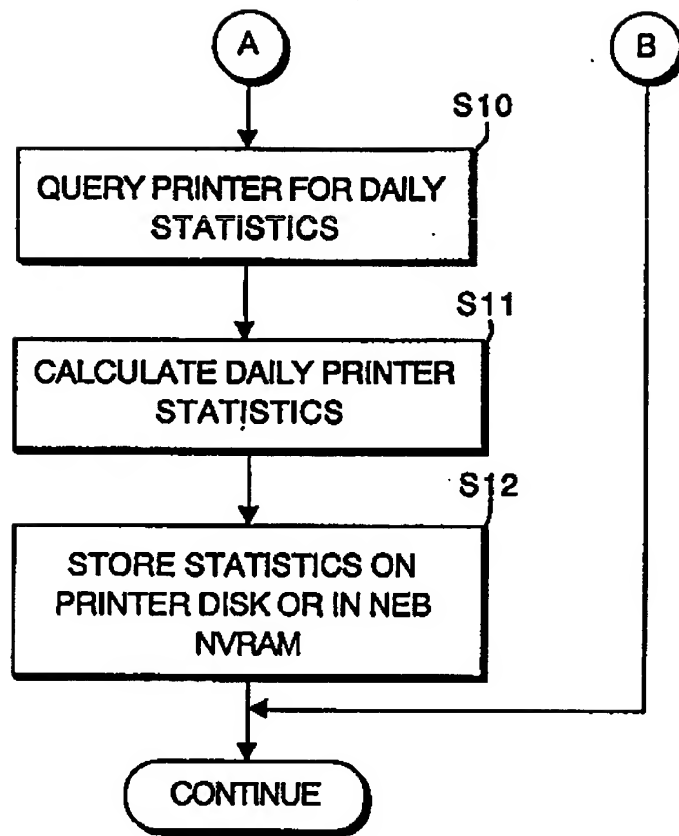 A
B
S10
QUERY PRINTER FOR DAILY
STATISTICS
S11
CALCULATE DAILY PRINTER
STATISTICS
S12
STORE STATISTICS ON
PRINTER DISK OR IN NEB
NVRAM
CONTINUE